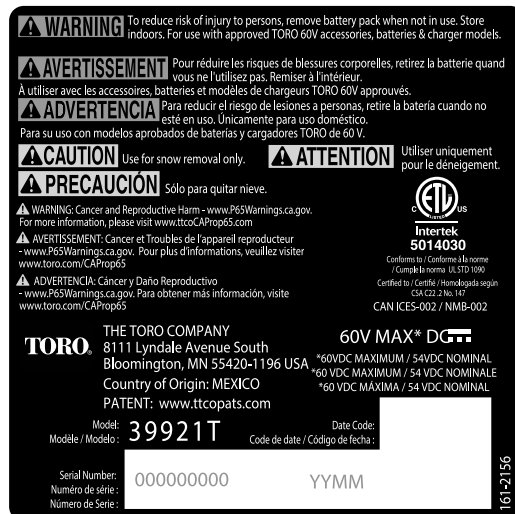 WARNING To reduce risk of injury to persons, remove battery pack when not in use. Store
indoors. For use with approved TORO 60V accessories, batteries & charger models.
AVERTISSEMENT Pour réduire les risques de blessures corporelles, retirez la batterie quand
vous ne l'utilisez pas. Remiser à l'intérieur.
À utiliser avec les accessoires, batteries et modèles de chargeurs TORO 60V approuvés.
ADVERTENCIA Para reducir el riesgo de lesiones a personas, retire la batería cuando no
esté en uso. Únicamente para uso doméstico.
Para su uso con modelos aprobados de baterías y cargadores TORO de 60 V.
CAUTION Use for snow removal only.
ATTENTION Utiliser uniquement
pour le déneigement.
PRECAUCIÓN Sólo para quitar nieve.
WARNING: Cancer and Reproductive Harm - www.P65Warnings.ca.gov.
For more information, please visit www.ttcoCAProp65.com
AVERTISSEMENT: Cancer et Troubles de l'appareil reproducteur
- www.P65Warnings.ca.gov. Pour plus d'informations, veuillez visiter
www.toro.com/CAProp65
ADVERTENCIA: Cáncer y Daño Reproductivo
- www.P65Warnings.ca.gov. Para obtener más información, visite
www.toro.com/CAProp65
C ETL US
LISTED
Intertek
5014030
Conforms to / Conforme à la norme
/ Cumple la norma UL STD 1090
Certified to / Certifié / Homologada según
CSA C22 .2 No. 147
CAN ICES-002 / NMB-002
TORO®
THE TORO COMPANY
8111 Lyndale Avenue South
Bloomington, MN 55420-1196 USA
Country of Origin: MEXICO
PATENT: www.ttcopats.com
60V MAX* DC
*60VDC MAXIMUM / 54VDC NOMINAL
*60 VDC MAXIMUM / 54 VDC NOMINALE
*60 VDC MÁXIMA / 54 VDC NOMINAL
Model:
Modèle / Modelo : 39921T
Date Code:
Code de date / Código de fecha :
Serial Number:
Numéro de série :
Número de Serie :
000000000 YYMM
161-2156